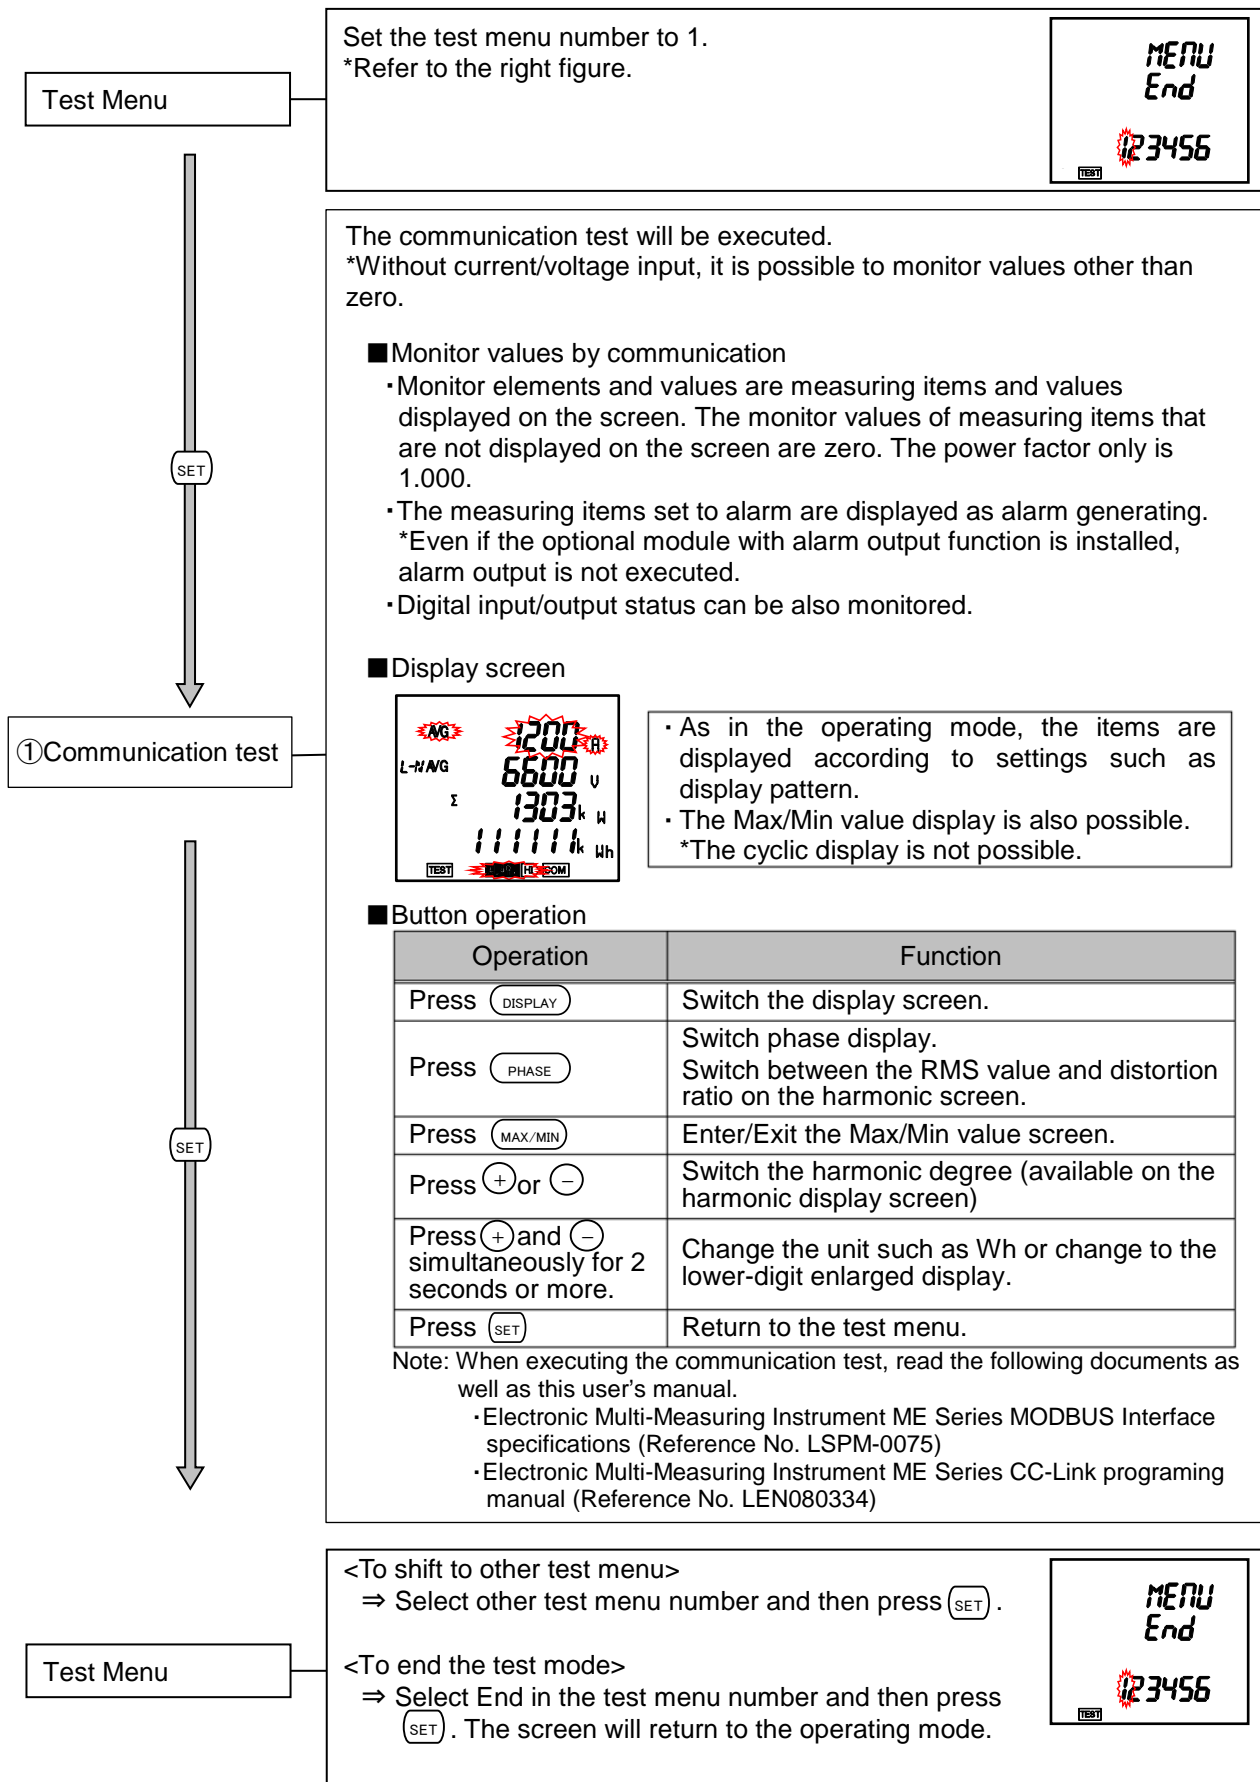 Set the test menu number to 1.
*Refer to the right figure.
Test Menu
MENU
End
123456
TEST
The communication test will be executed.
*Without current/voltage input, it is possible to monitor values other than
zero.
■Monitor values by communication
・Monitor elements and values are measuring items and values
displayed on the screen. The monitor values of measuring items that
are not displayed on the screen are zero. The power factor only is
1.000.
・The measuring items set to alarm are displayed as alarm generating.
*Even if the optional module with alarm output function is installed,
alarm output is not executed.
・Digital input/output status can be also monitored.
SET
■Display screen
①Communication test
AVG 1200 A
L-N AVG 6600 V
Σ 1303 k W
111111 k Wh
TEST HI COM
・As in the operating mode, the items are
displayed according to settings such as
display pattern.
・The Max/Min value display is also possible.
*The cyclic display is not possible.
■Button operation
Operation Function
Press DISPLAY Switch the display screen.
Press PHASE Switch phase display.
Switch between the RMS value and distortion
ratio on the harmonic screen.
Press MAX/MIN Enter/Exit the Max/Min value screen.
Press + or − Switch the harmonic degree (available on the
harmonic display screen)
Press + and −
simultaneously for 2
seconds or more.
Change the unit such as Wh or change to the
lower-digit enlarged display.
Press SET Return to the test menu.
SET
Note: When executing the communication test, read the following documents as
well as this user's manual.
・Electronic Multi-Measuring Instrument ME Series MODBUS Interface
specifications (Reference No. LSPM-0075)
・Electronic Multi-Measuring Instrument ME Series CC-Link programing
manual (Reference No. LEN080334)
Test Menu
<To shift to other test menu>
⇒ Select other test menu number and then press SET .
<To end the test mode>
⇒ Select End in the test menu number and then press
SET . The screen will return to the operating mode.
MENU
End
123456
TEST